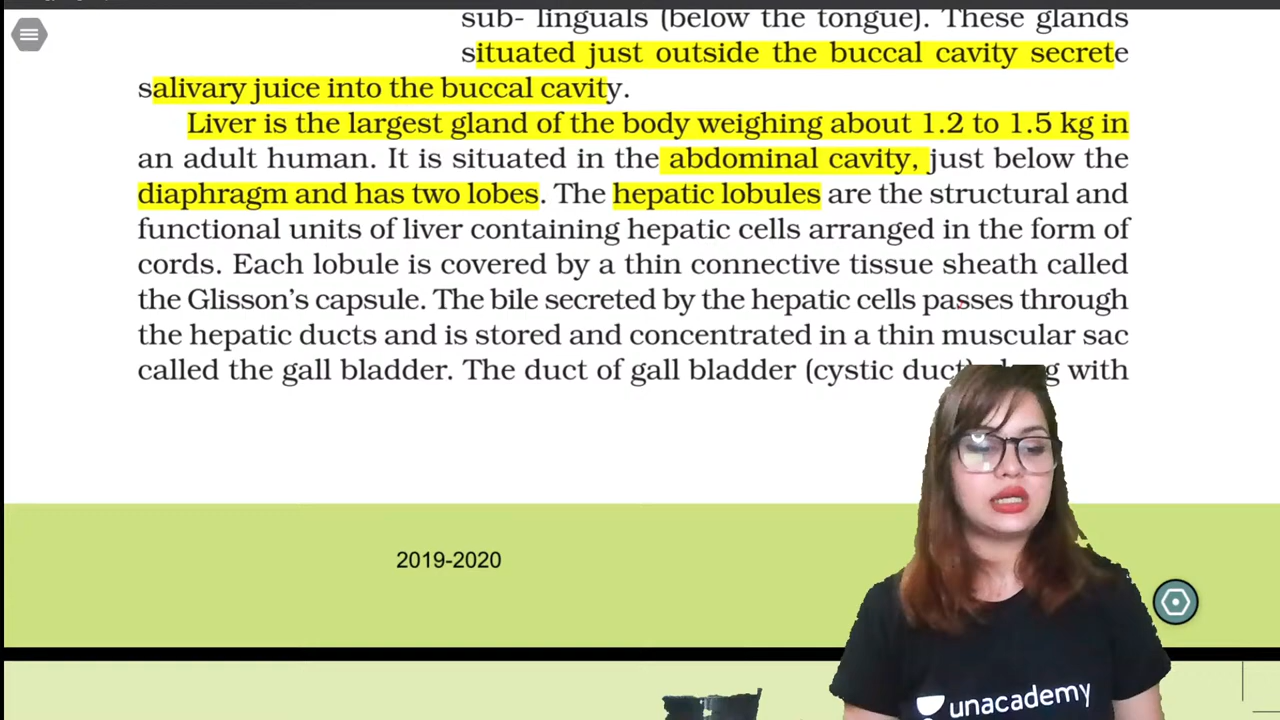 sub- linguals (below the tongue). These glands
situated just outside the buccal cavity secrete
salivary juice into the buccal cavity.
Liver is the largest gland of the body weighing about 1.2 to 1.5 kg in
an adult human. It is situated in the abdominal cavity, just below the
diaphragm and has two lobes. The hepatic lobules are the structural and
functional units of liver containing hepatic cells arranged in the form of
cords. Each lobule is covered by a thin connective tissue sheath called
the Glisson’s capsule. The bile secreted by the hepatic cells passes through
the hepatic ducts and is stored and concentrated in a thin muscular sac
called the gall bladder. The duct of gall bladder (cystic duct) with
2019-2020
unacademy